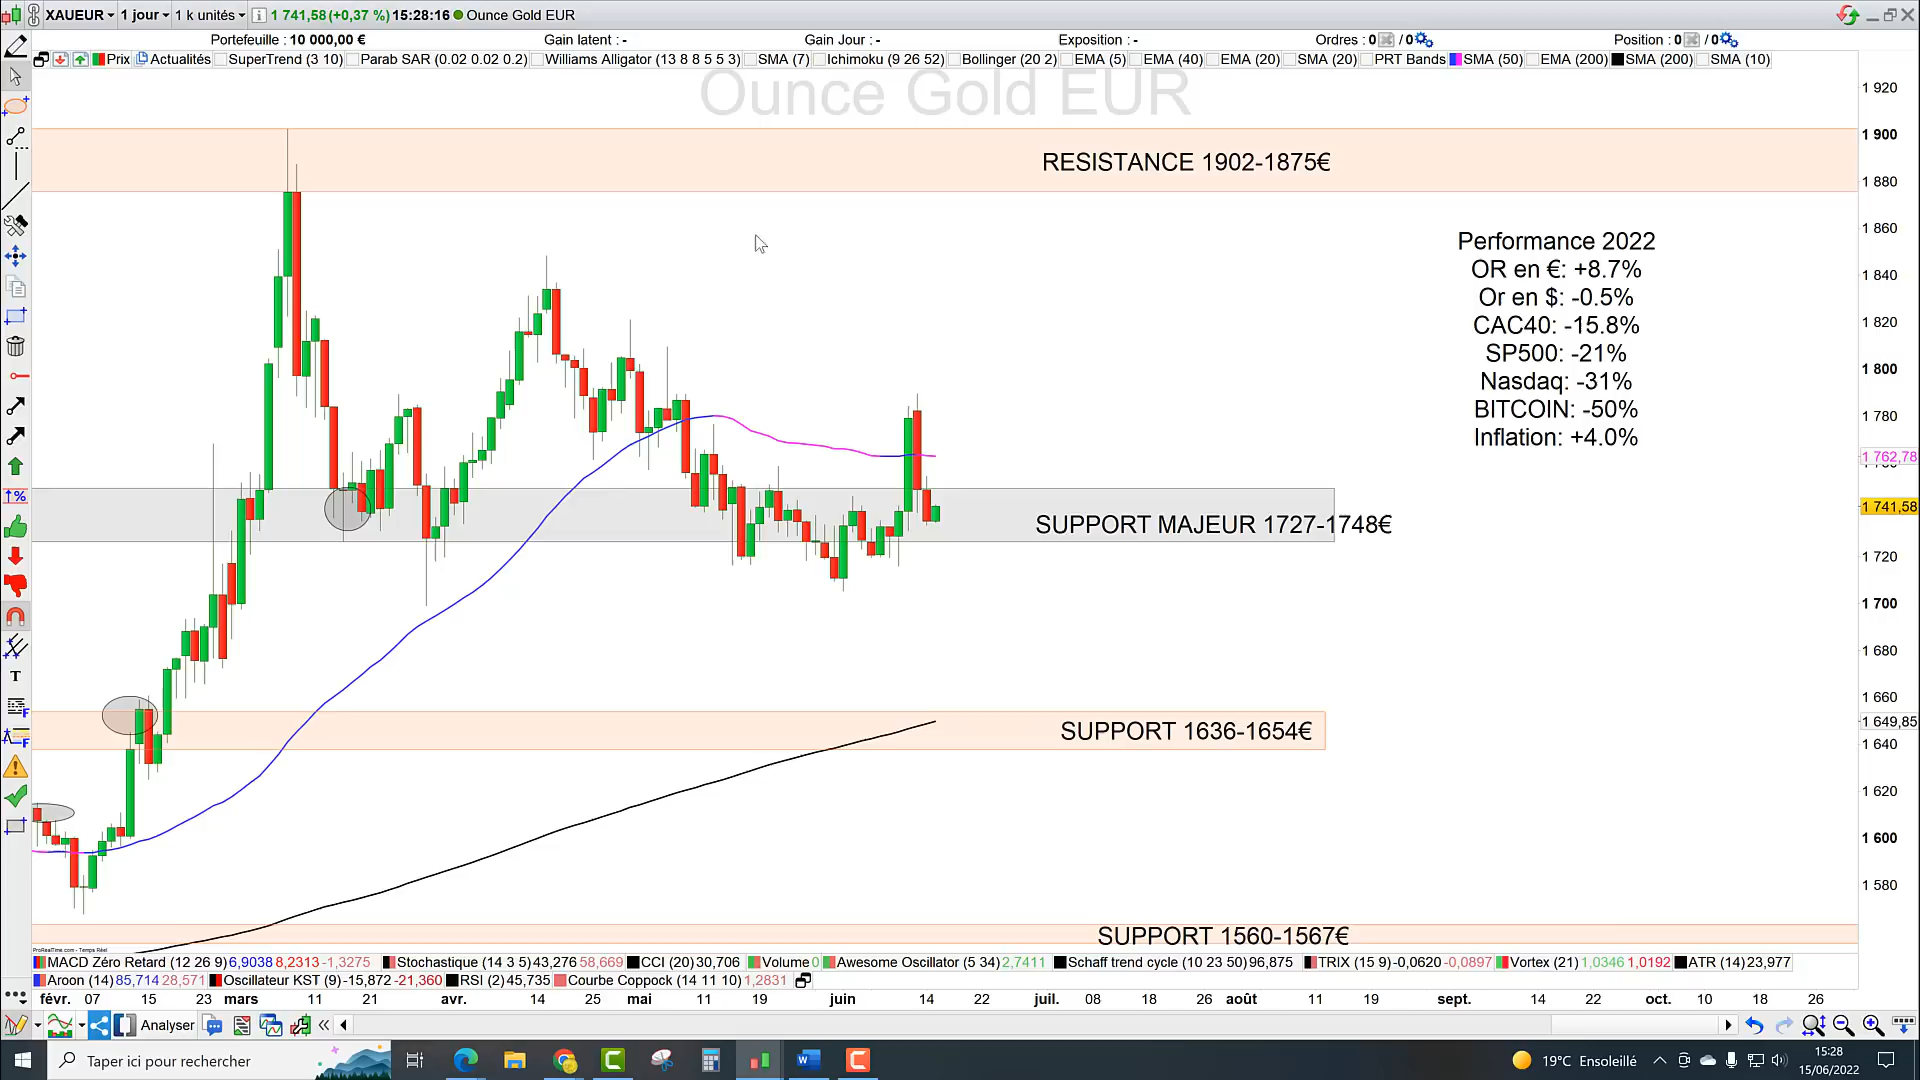 XAUEUR 1 jour 1 k unités 1 741,58 (+0,37 %) 15:28:16 Ounce Gold EUR
Portefeuille : 10 000,00 € Gain latent : - Gain Jour : - Exposition : - Ordres : 0 / 0 Position : 0 / 0
Prix Actualités SuperTrend (3 10) Parab SAR (0.02 0.02 0.2) Williams Alligator (13 8 8 5 5 3) SMA (7) Ichimoku (9 26 52) Bollinger (20 2) EMA (5) EMA (40) EMA (20) SMA (20) PRT Bands SMA (50) EMA (200) SMA (200) SMA (10)
Ounce Gold EUR
1 920
1 900
RESISTANCE 1902-1875€
1 880
1 860
Performance 2022
OR en €: +8.7%
1 840
Or en $: -0.5%
CAC40: -15.8%
1 820
SP500: -21%
1 800
Nasdaq: -31%
BITCOIN: -50%
1 780
Inflation: +4.0%
1 762,78
1 741,58
SUPPORT MAJEUR 1727-1748€
1 720
1 700
1 680
1 660
1 649,85
SUPPORT 1636-1654€
1 640
1 620
1 600
1 580
SUPPORT 1560-1567€
ProRealTime.com - Temps Réel
MACD Zéro Retard (12 26 9) 6,9038 8,2313 -1,3275 Stochastique (14 3 5) 43,276 58,669 CCI (20) 30,706 Volume 0 Awesome Oscillator (5 34) 2,7411 Schaff trend cycle (10 23 50) 96,875 TRIX (15 9) -0,0620 -0,0897 Vortex (21) 1,0346 1,0192 ATR (14) 23,977
Aroon (14) 85,714 28,571 Oscillateur KST (9) -15,872 -21,360 RSI (2) 45,735 Courbe Coppock (14 11 10) 1,2831
févr. 07 15 23 mars 11 21 avr. 14 25 mai 11 19 juin 14 22 juil. 08 18 26 août 11 19 sept. 14 22 oct. 10 18 26
Analyser
Taper ici pour rechercher
19°C Ensoleillé
15:28
15/06/2022